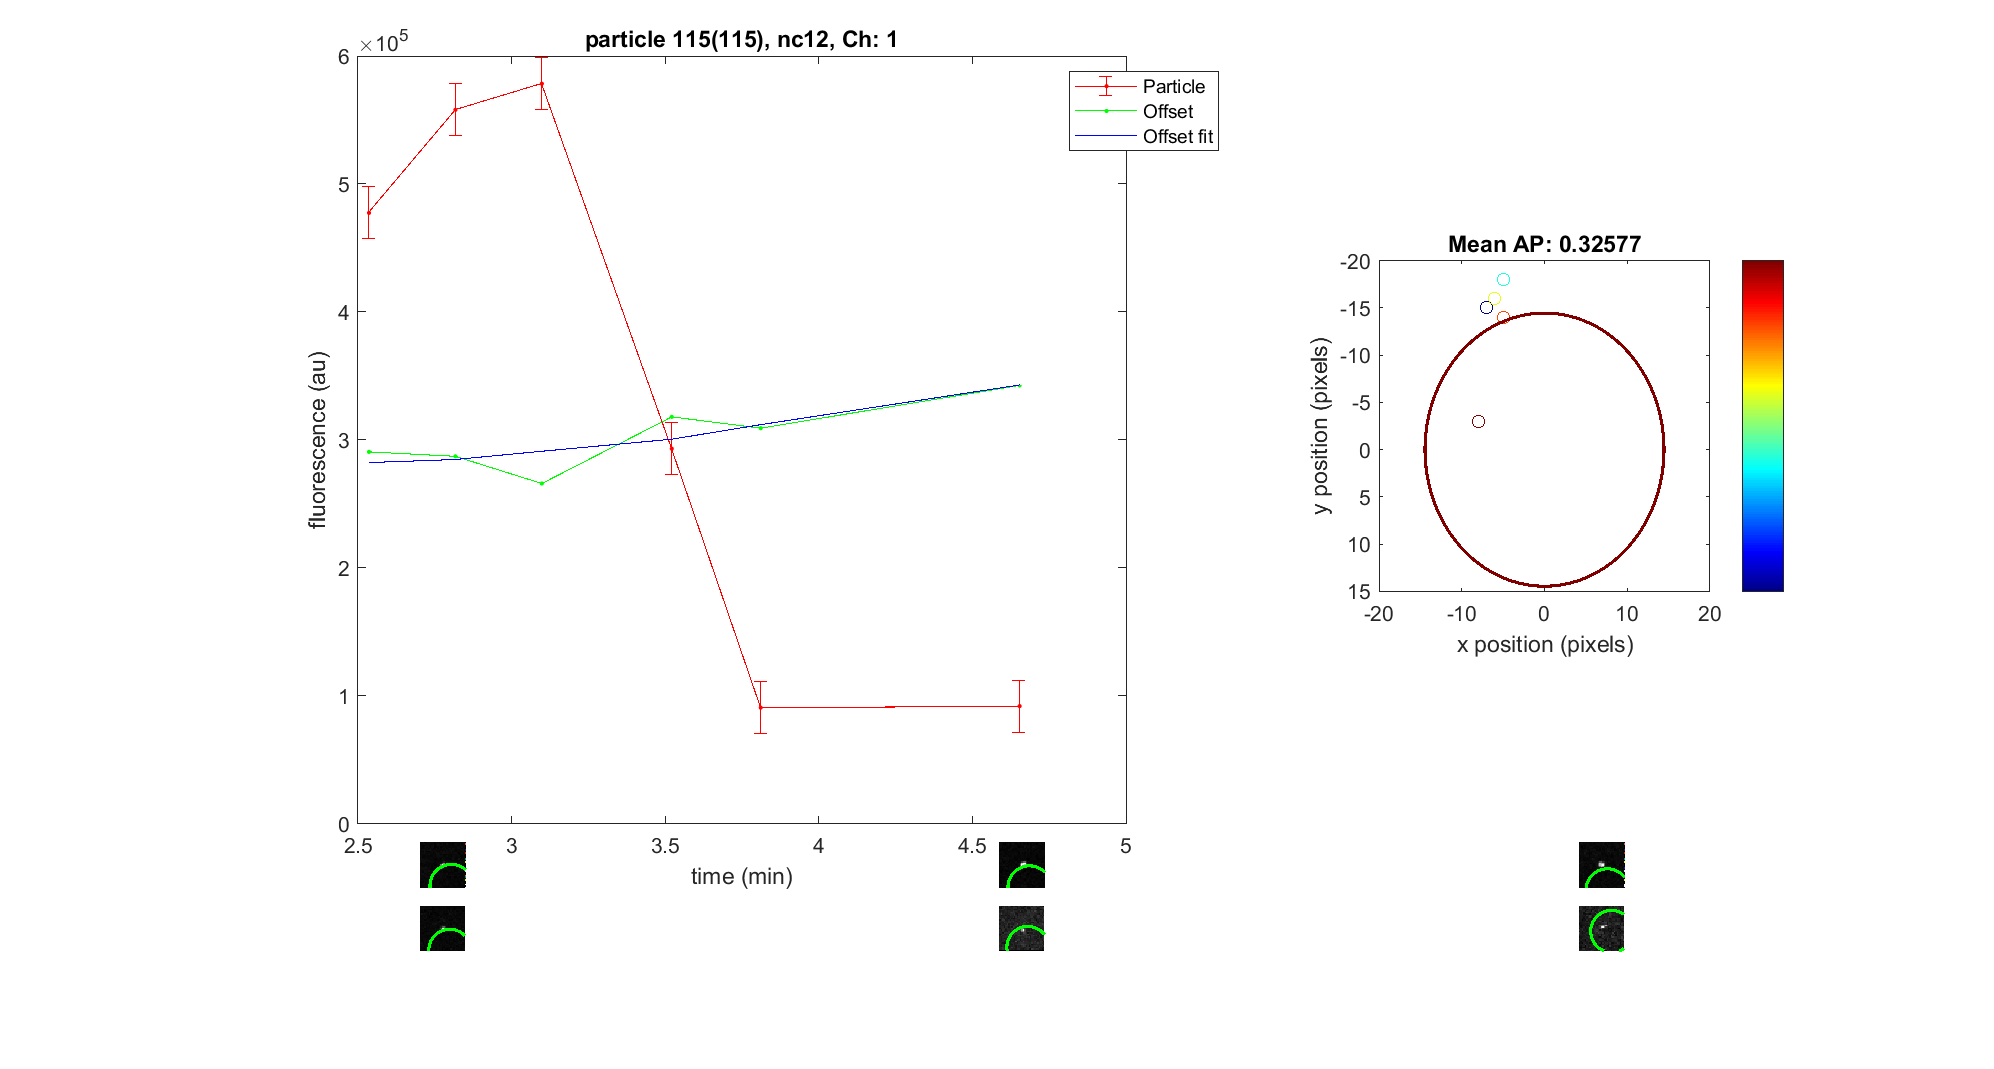 particle 115(115), nc12, Ch: 1
×10^5
6
5
4
3
2
1
0
fluorescence (au)
2.5 3 3.5 4 4.5 5
time (min)
Particle
Offset
Offset fit
Mean AP: 0.32577
-20
-15
-10
-5
0
5
10
15
y position (pixels)
-20 -10 0 10 20
x position (pixels)